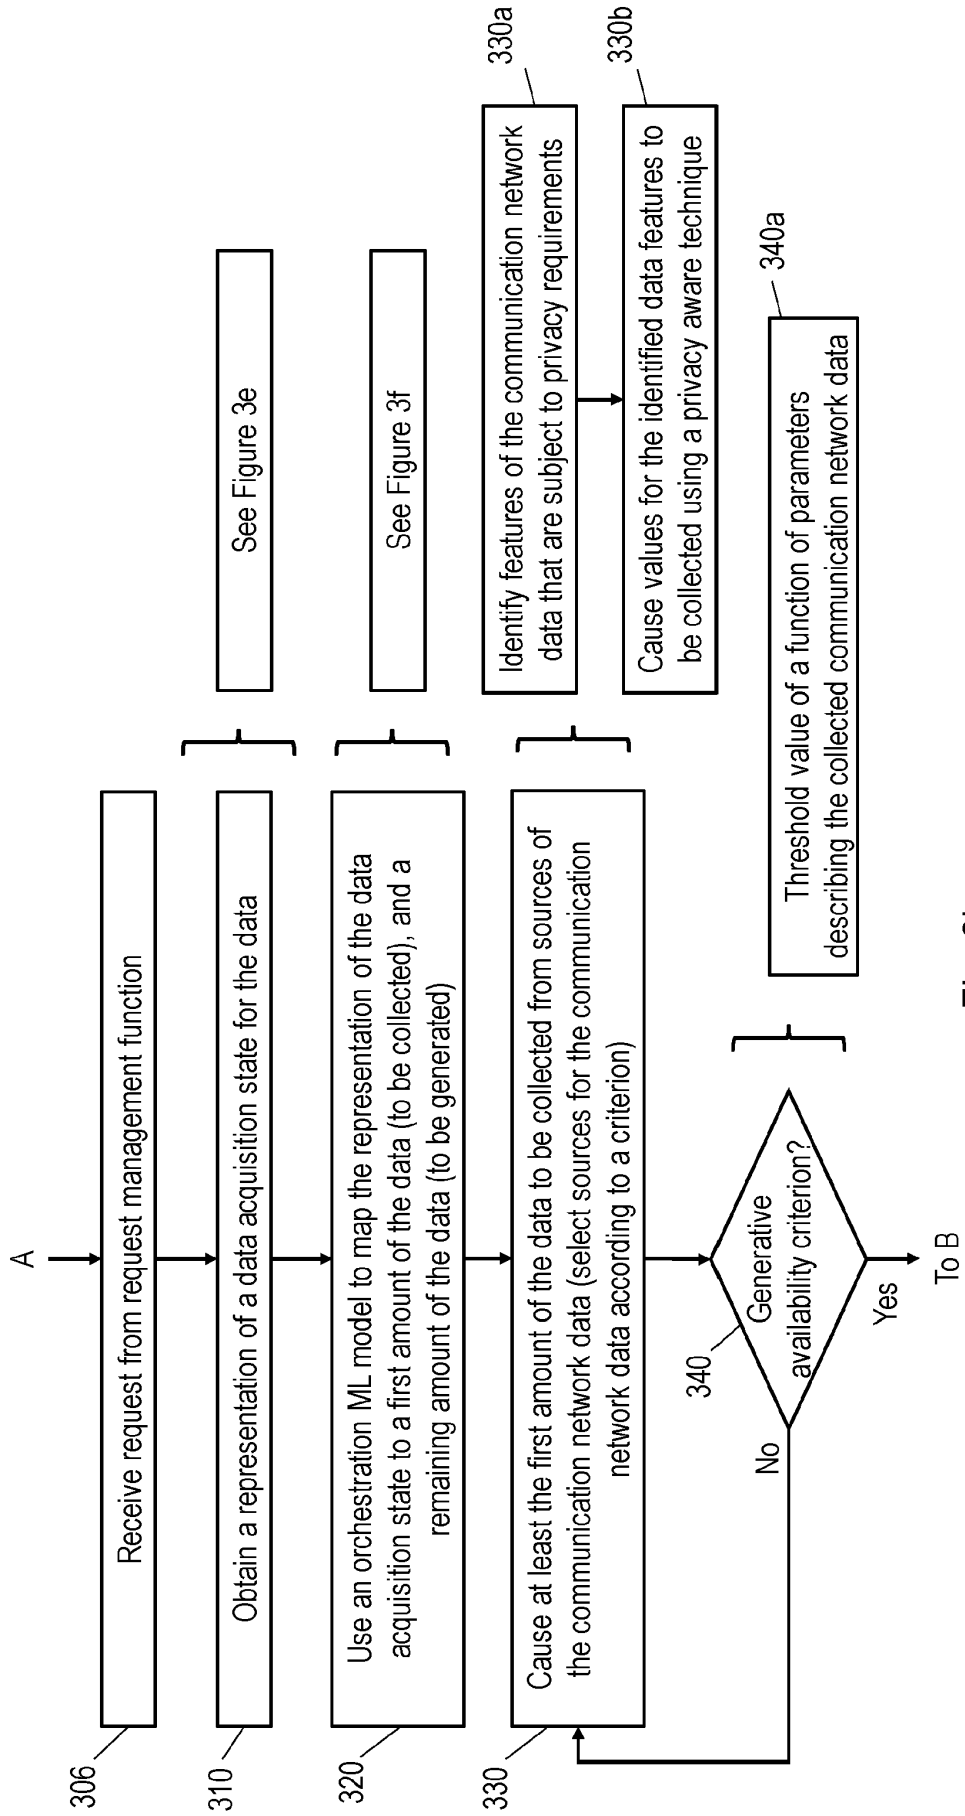 A
306
Receive request from request management function
310
Obtain a representation of a data acquisition state for the data
See Figure 3e
320
Use an orchestration ML model to map the representation of the data
acquisition state to a first amount of the data (to be collected), and a
remaining amount of the data (to be generated)
See Figure 3f
330
Cause at least the first amount of the data to be collected from sources of
the communication network data (select sources for the communication
network data according to a criterion)
330a
Identify features of the communication network
data that are subject to privacy requirements
330b
Cause values for the identified data features to
be collected using a privacy aware technique
340
Generative
availability criterion?
No
Yes
To B
340a
Threshold value of a function of parameters
describing the collected communication network data